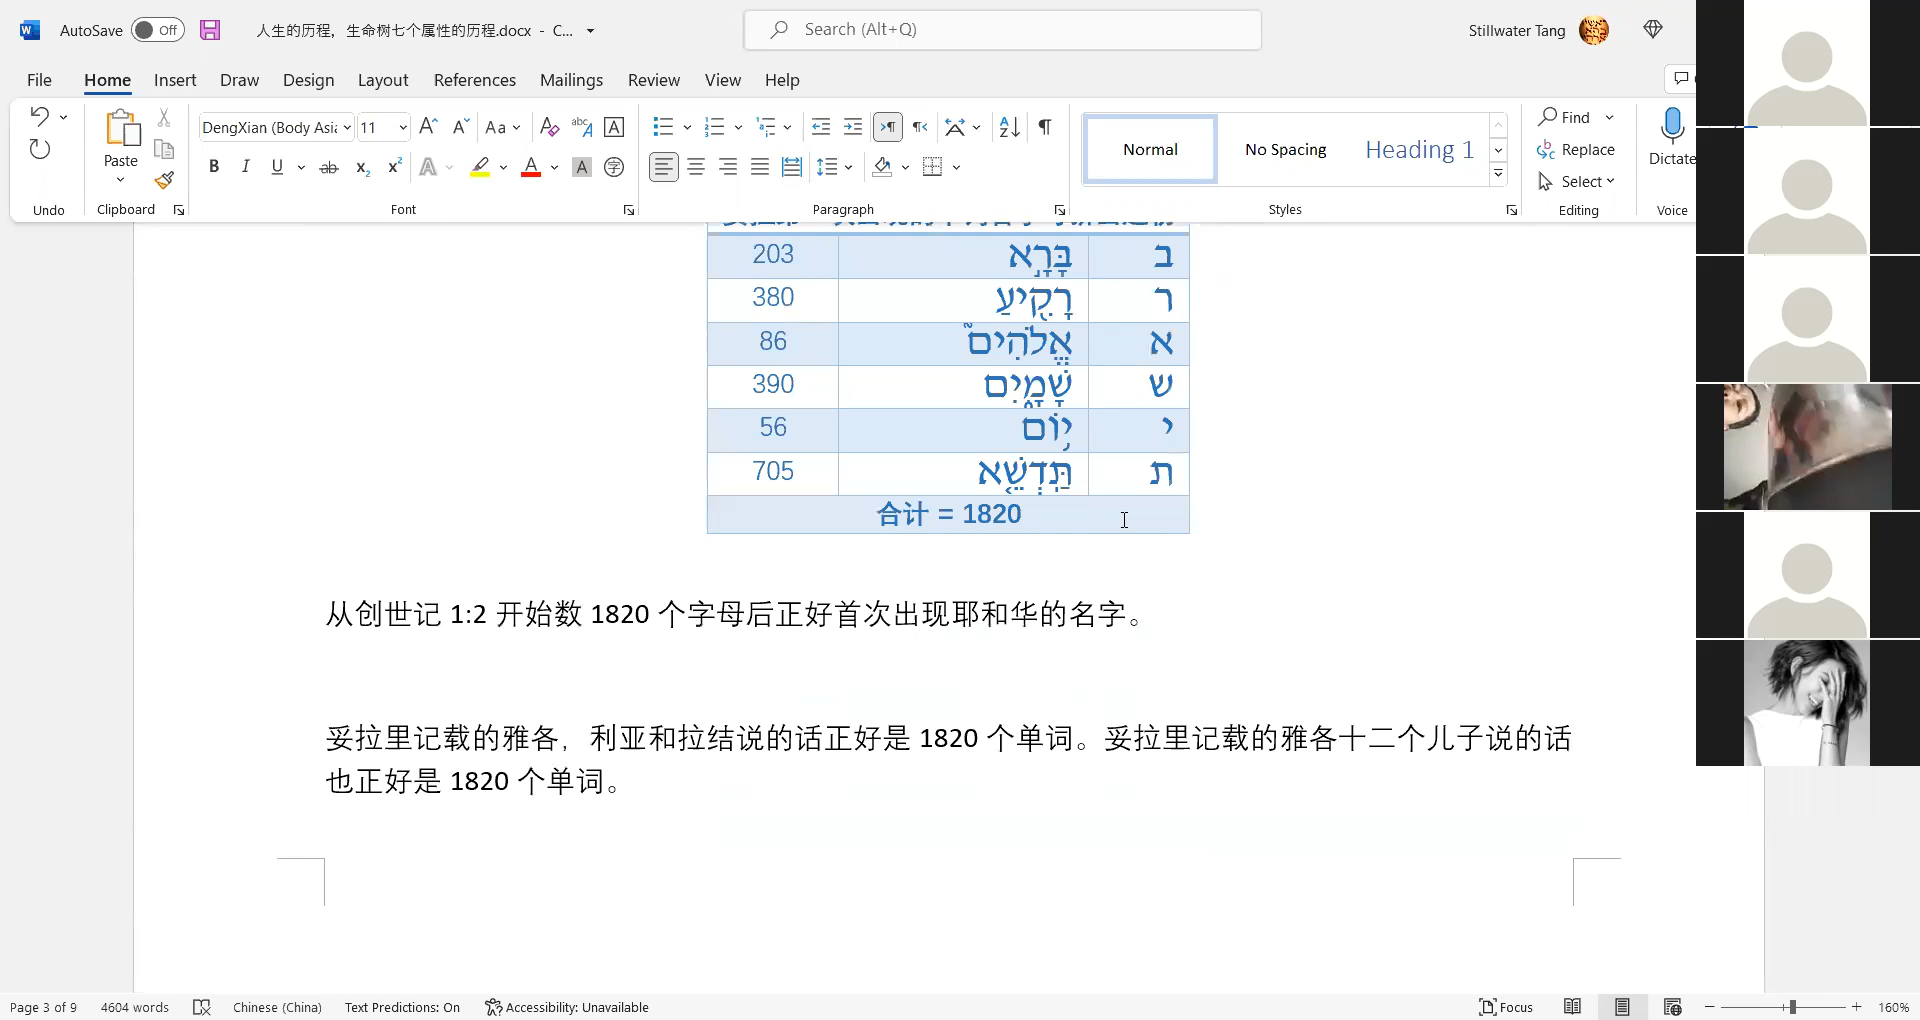 AutoSave Off 人生的历程，生命树七个属性的历程.docx - C... Search (Alt+Q) Stillwater Tang
File Home Insert Draw Design Layout References Mailings Review View Help
DengXian (Body Asia 11 Aa Normal No Spacing Heading 1 Find
Paste Replace Dictate
B I U ab x₂ x² A A A 字 Select
Undo Clipboard Font Paragraph Styles Editing Voice
203 בָּרָ֣א ב
380 רָקִ֖יעַ ר
86 אֱלֹהִים֮ א
390 שָׁמָ֑יִם ש
56 י֥וֹם י
705 תַּֽדְשֵׁ֤א ת
合计 = 1820
从创世记 1:2 开始数 1820 个字母后正好首次出现耶和华的名字。
妥拉里记载的雅各，利亚和拉结说的话正好是 1820 个单词。妥拉里记载的雅各十二个儿子说的话
也正好是 1820 个单词。
Page 3 of 9 4604 words Chinese (China) Text Predictions: On Accessibility: Unavailable Focus 160%